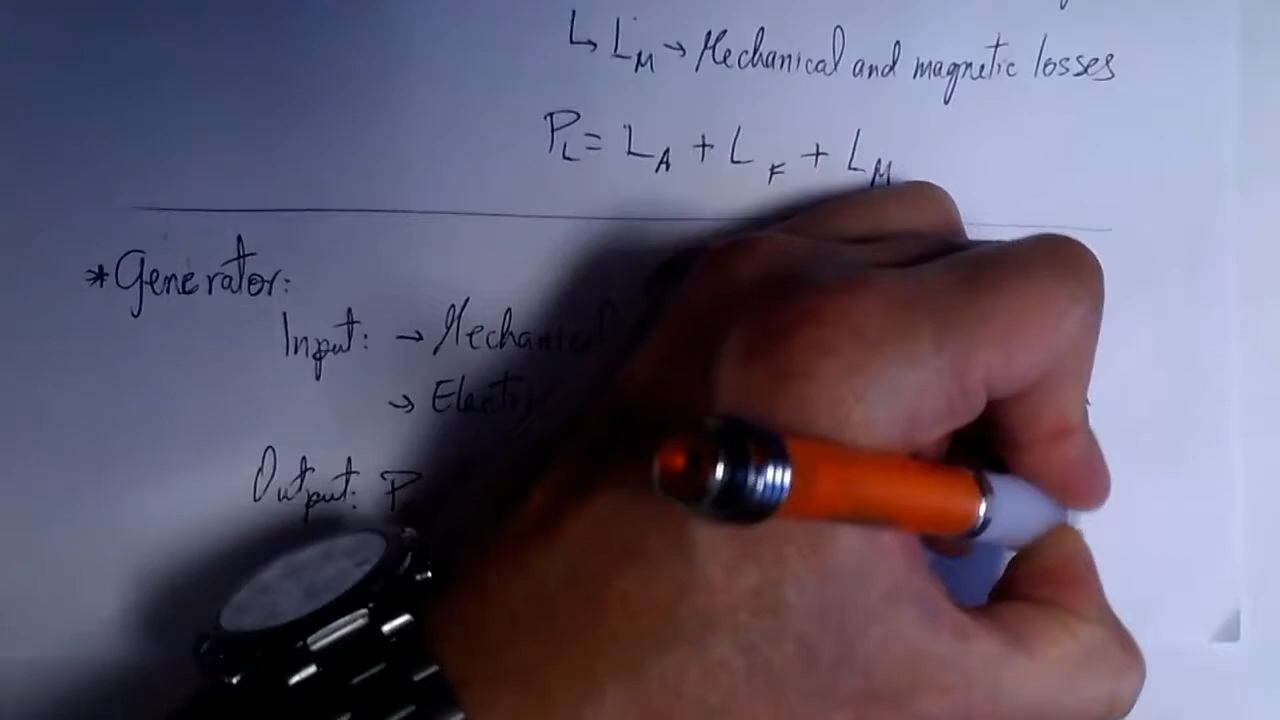 ↳ L_M → Mechanical and magnetic losses
P_L = L_A + L_F + L_M
* Generator:
Input: → Mechanical
→
Output: P